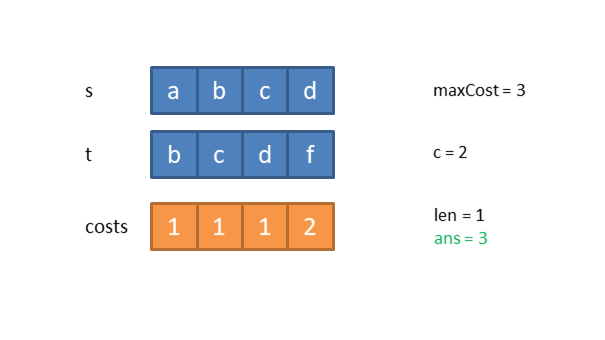 s a b c d maxCost = 3
t b c d f c = 2
costs 1 1 1 2 len = 1
ans = 3